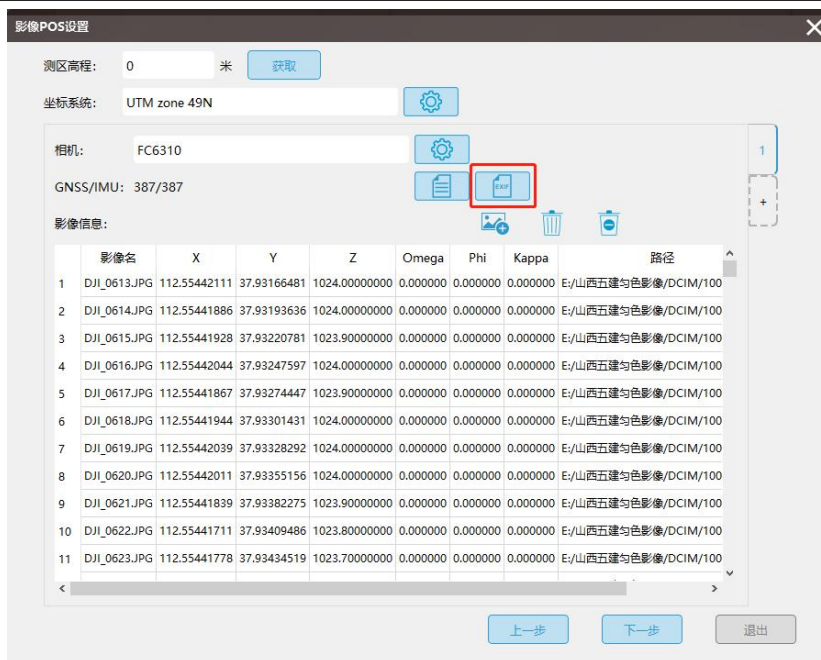 影像POS设置
测区高程: 0 米 获取
坐标系统: UTM zone 49N
相机: FC6310 1
GNSS/IMU: 387/387 EXIF
+
影像信息:
影像名 X Y Z Omega Phi Kappa 路径
1 DJI_0613.JPG 112.55442111 37.93166481 1024.00000000 0.000000 0.000000 0.000000 E:/山西五建匀色影像/DCIM/100
2 DJI_0614.JPG 112.55441886 37.93193636 1024.00000000 0.000000 0.000000 0.000000 E:/山西五建匀色影像/DCIM/100
3 DJI_0615.JPG 112.55441928 37.93220781 1023.90000000 0.000000 0.000000 0.000000 E:/山西五建匀色影像/DCIM/100
4 DJI_0616.JPG 112.55442044 37.93247597 1024.00000000 0.000000 0.000000 0.000000 E:/山西五建匀色影像/DCIM/100
5 DJI_0617.JPG 112.55441867 37.93274447 1023.90000000 0.000000 0.000000 0.000000 E:/山西五建匀色影像/DCIM/100
6 DJI_0618.JPG 112.55441944 37.93301431 1024.00000000 0.000000 0.000000 0.000000 E:/山西五建匀色影像/DCIM/100
7 DJI_0619.JPG 112.55442039 37.93328292 1024.00000000 0.000000 0.000000 0.000000 E:/山西五建匀色影像/DCIM/100
8 DJI_0620.JPG 112.55442011 37.93355156 1024.00000000 0.000000 0.000000 0.000000 E:/山西五建匀色影像/DCIM/100
9 DJI_0621.JPG 112.55441839 37.93382275 1023.90000000 0.000000 0.000000 0.000000 E:/山西五建匀色影像/DCIM/100
10 DJI_0622.JPG 112.55441711 37.93409486 1023.80000000 0.000000 0.000000 0.000000 E:/山西五建匀色影像/DCIM/100
11 DJI_0623.JPG 112.55441778 37.93434519 1023.70000000 0.000000 0.000000 0.000000 E:/山西五建匀色影像/DCIM/100
上一步 下一步 退出